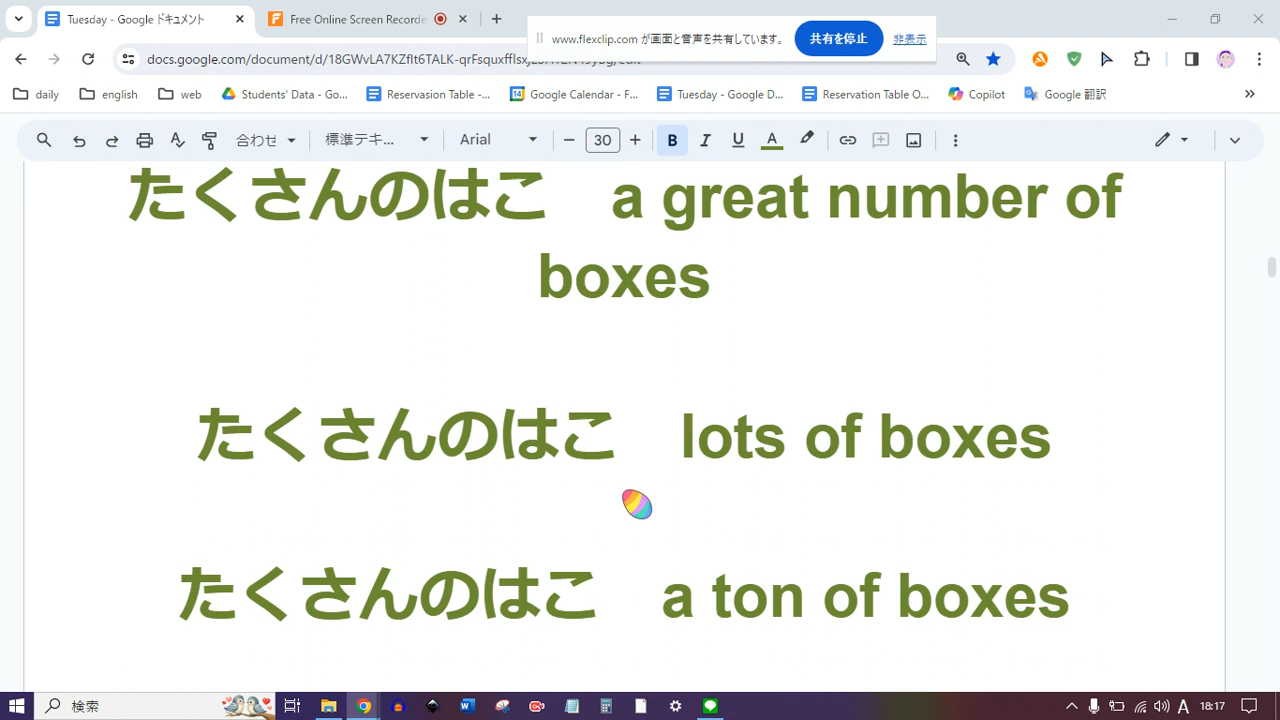 Tuesday - Google ドキュメント
Free Online Screen Recorde
www.flexclip.com が画面と音声を共有しています。
共有を停止
非表示
daily
english
web
Students' Data - Go...
Reservasion Table -...
Google Calendar - F...
Tuesday - Google D...
Reservation Table O...
Copilot
Google 翻訳
合わせ
標準テキ...
Arial
30
B
I
U
A
たくさんのはこ a great number of
boxes
たくさんのはこ lots of boxes
たくさんのはこ a ton of boxes
検索
A
18:17